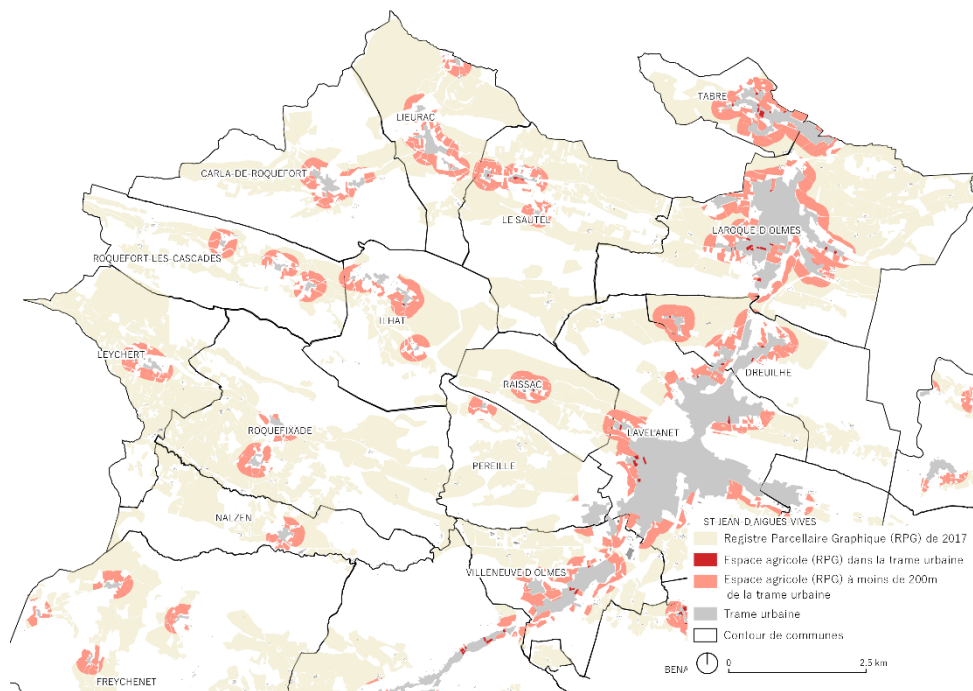 TABRE
LIEURAC
CARLA-DE-ROQUEFORT
LE SAUTEL
LAROQUE-D'OLMES
ROQUEFORT-LES-CASCADES
ILHAT
LEYCHERT
DREUILHE
RAISSAC
ROQUEFIXADE
LAVELANET
PEREILLE
NALZEN
VILLENEUVE-D'OLMES
FREYCHENET
ST-JEAN-D'AIGUES-VIVES
Registre Parcellaire Graphique (RPG) de 2017
Espace agricole (RPG) dans la trame urbaine
Espace agricole (RPG) à moins de 200m
de la trame urbaine
Trame urbaine
Contour de communes
BENA
0 2.5 km